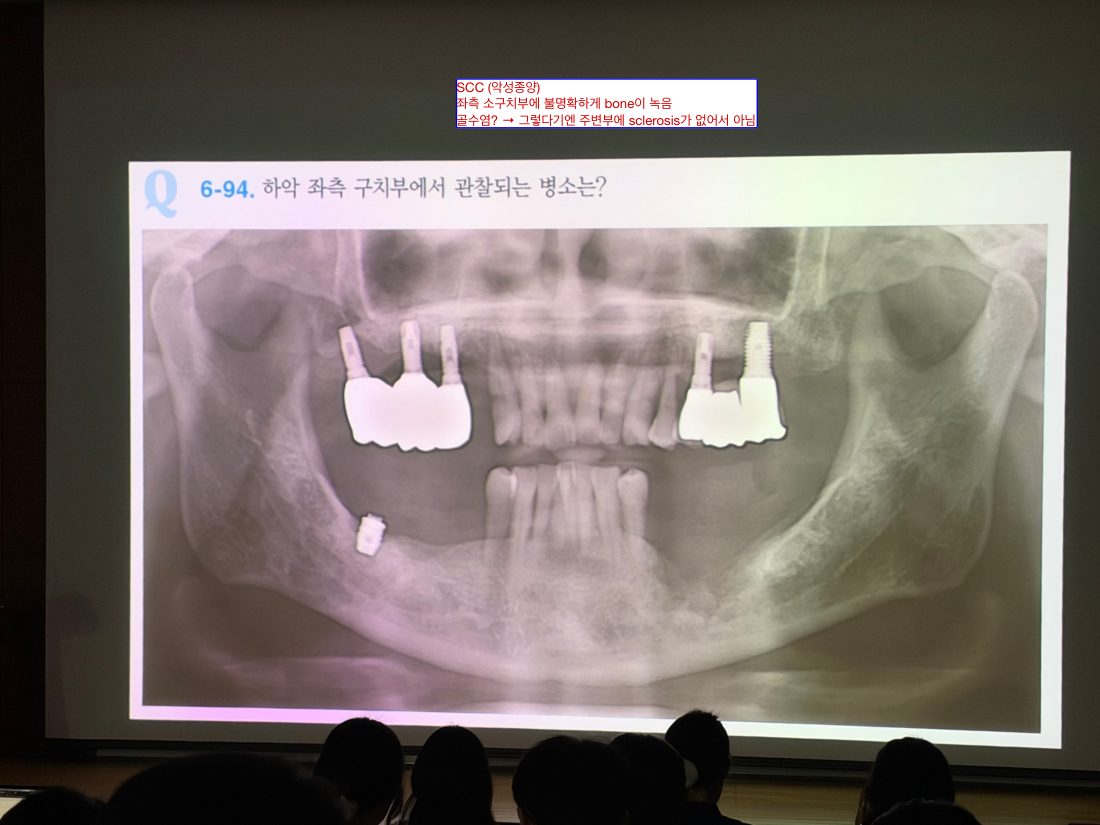 SCC (악성종양)
좌측 소구치부에 불명확하게 bone이 녹음
골수염? → 그렇다기엔 주변부에 sclerosis가 없어서 아님
Q 6-94. 하악 좌측 구치부에서 관찰되는 병소는?